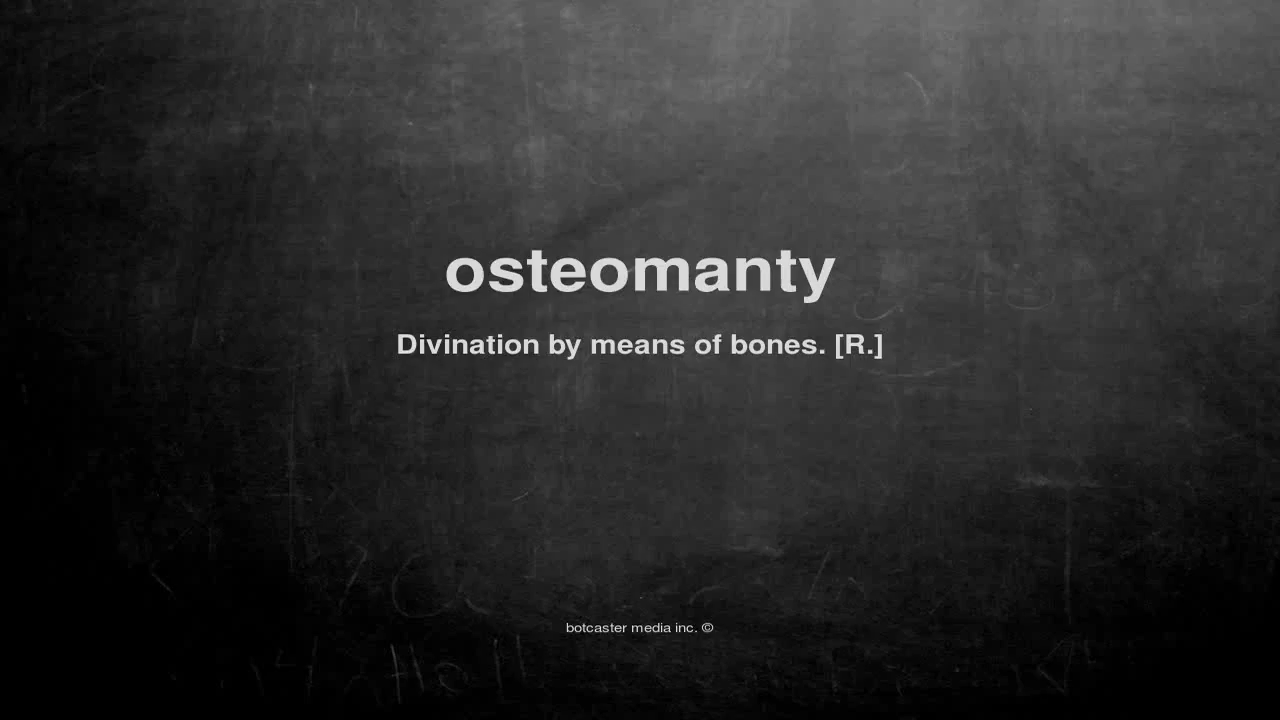 osteomanty
Divination by means of bones. [R.]
botcaster media inc. ©